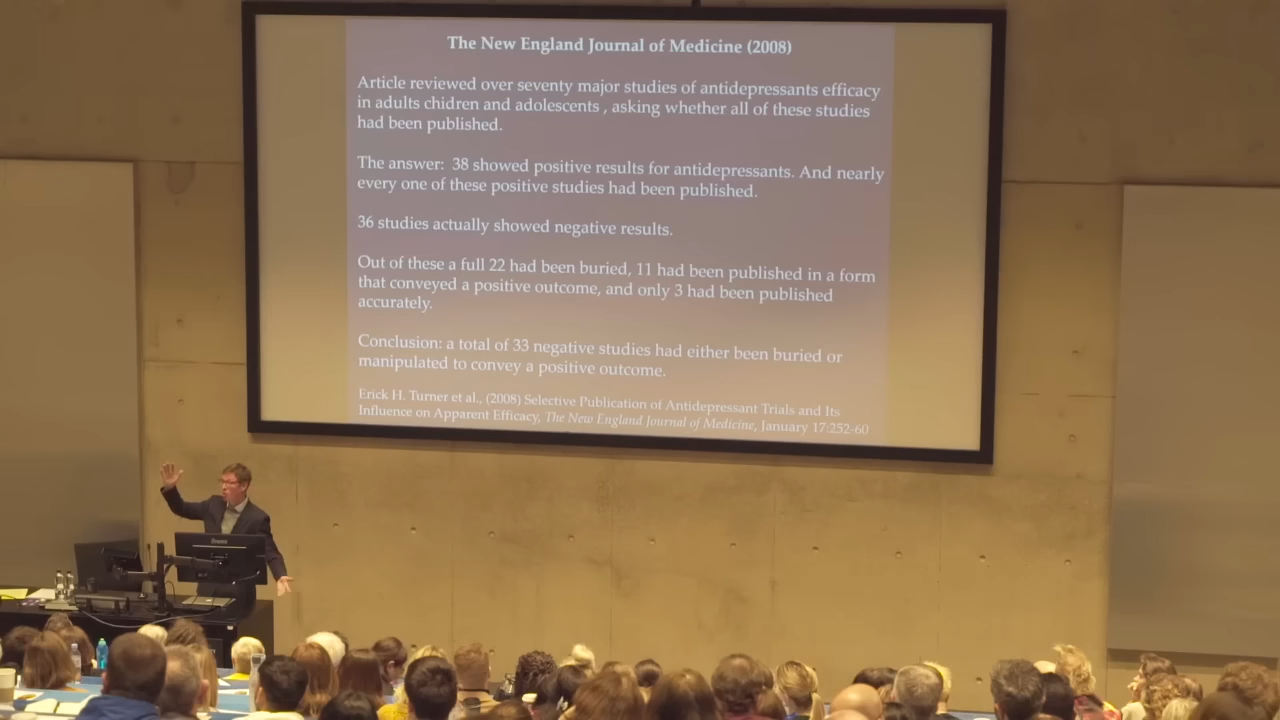 The New England Journal of Medicine (2008)
Article reviewed over seventy major studies of antidepressants efficacy
in adults chidren and adolescents , asking whether all of these studies
had been published.
The answer: 38 showed positive results for antidepressants. And nearly
every one of these positive studies had been published.
36 studies actually showed negative results.
Out of these a full 22 had been buried, 11 had been published in a form
that conveyed a positive outcome, and only 3 had been published
accurately.
Conclusion: a total of 33 negative studies had either been buried or
manipulated to convey a positive outcome.
Erick H. Turner et al., (2008) Selective Publication of Antidepressant Trials and Its
Influence on Apparent Efficacy, The New England Journal of Medicine, January 17:252-60